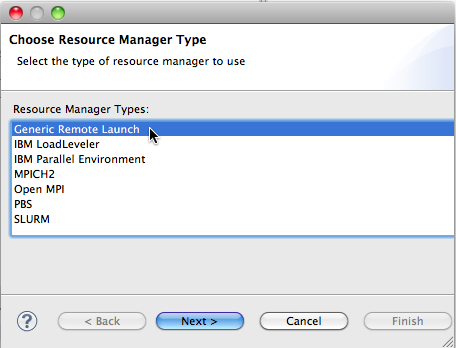 Choose Resource Manager Type
Select the type of resource manager to use
Resource Manager Types:
Generic Remote Launch
IBM LoadLeveler
IBM Parallel Environment
MPICH2
Open MPI
PBS
SLURM
? < Back Next > Cancel Finish